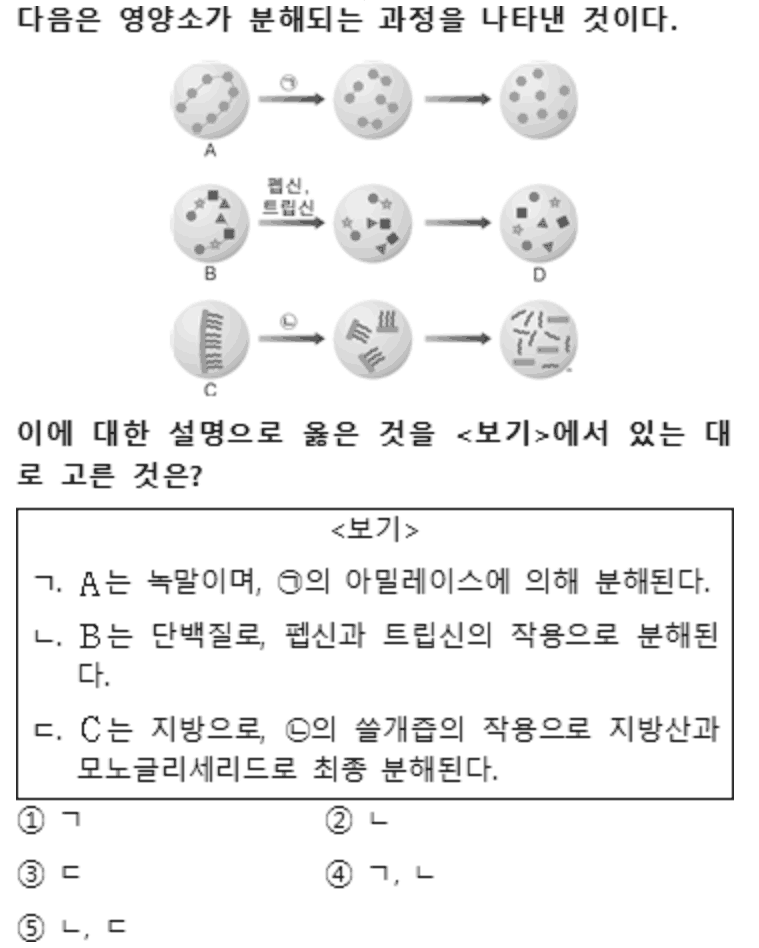 다음은 영양소가 분해되는 과정을 나타낸 것이다.
㉠
A
펩신,
트립신
B
D
㉡
C
이에 대한 설명으로 옳은 것을 <보기>에서 있는 대
로 고른 것은?
<보기>
ㄱ. A는 녹말이며, ㉠의 아밀레이스에 의해 분해된다.
ㄴ. B는 단백질로, 펩신과 트립신의 작용으로 분해된
다.
ㄷ. C는 지방으로, ㉡의 쓸개즙의 작용으로 지방산과
모노글리세리드로 최종 분해된다.
① ㄱ ② ㄴ
③ ㄷ ④ ㄱ, ㄴ
⑤ ㄴ, ㄷ